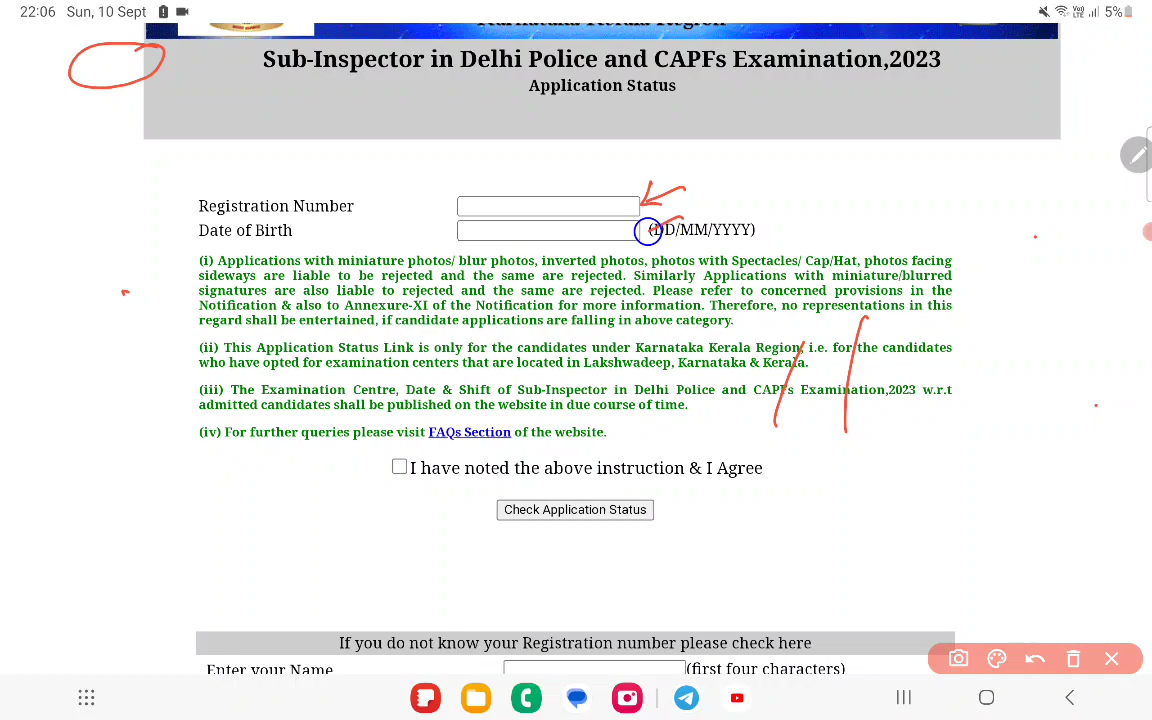 22:06 Sun, 10 Sept
5%
Karnataka Kerala Region
Sub-Inspector in Delhi Police and CAPFs Examination,2023
Application Status
Registration Number
Date of Birth (DD/MM/YYYY)
(i) Applications with miniature photos/ blur photos, inverted photos, photos with Spectacles/ Cap/Hat, photos facing
sideways are liable to be rejected and the same are rejected. Similarly Applications with miniature/blurred
signatures are also liable to rejected and the same are rejected. Please refer to concerned provisions in the
Notification & also to Annexure-XI of the Notification for more information. Therefore, no representations in this
regard shall be entertained, if candidate applications are falling in above category.
(ii) This Application Status Link is only for the candidates under Karnataka Kerala Region, i.e. for the candidates
who have opted for examination centers that are located in Lakshwadeep, Karnataka & Kerala.
(iii) The Examination Centre, Date & Shift of Sub-Inspector in Delhi Police and CAPFs Examination,2023 w.r.t
admitted candidates shall be published on the website in due course of time.
(iv) For further queries please visit FAQs Section of the website.
I have noted the above instruction & I Agree
Check Application Status
If you do not know your Registration number please check here
Enter your Name (first four characters)